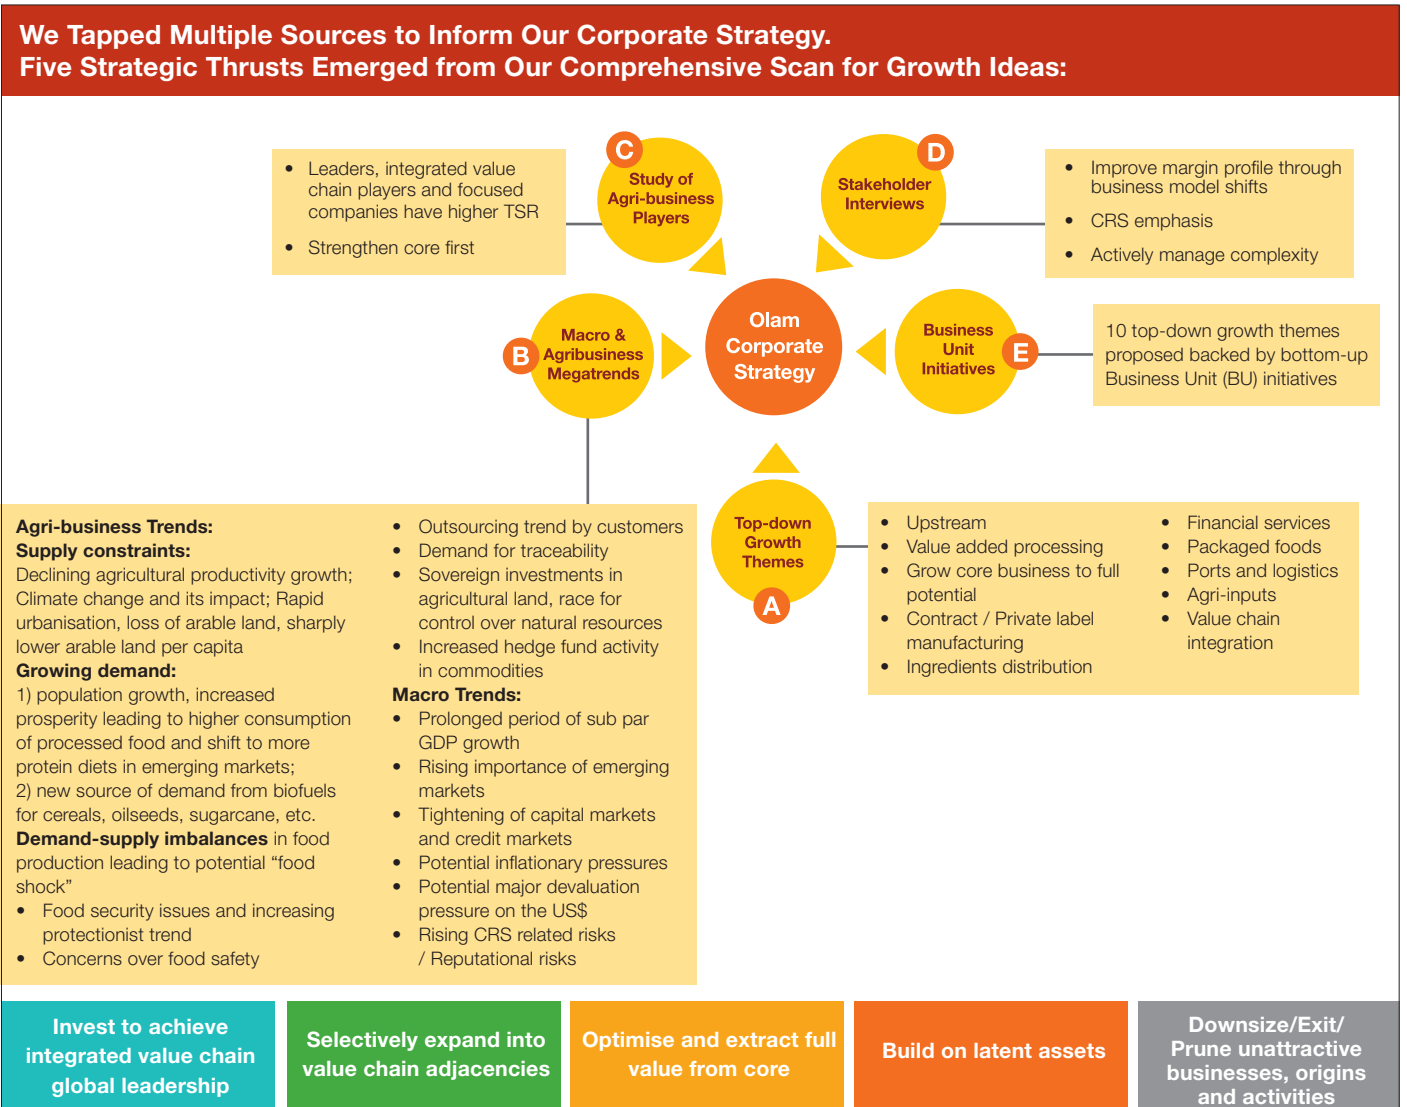 We Tapped Multiple Sources to Inform Our Corporate Strategy.
Five Strategic Thrusts Emerged from Our Comprehensive Scan for Growth Ideas:
C
Study of
Agri-business
Players
• Leaders, integrated value
chain players and focused
companies have higher TSR
• Strengthen core first
D
Stakeholder
Interviews
• Improve margin profile through
business model shifts
• CRS emphasis
• Actively manage complexity
B
Macro &
Agribusiness
Megatrends
Olam
Corporate
Strategy
Business
Unit
Initiatives
E
10 top-down growth themes
proposed backed by bottom-up
Business Unit (BU) initiatives
Top-down
Growth
Themes
A
• Upstream
• Value added processing
• Grow core business to full
potential
• Contract / Private label
manufacturing
• Ingredients distribution
• Financial services
• Packaged foods
• Ports and logistics
• Agri-inputs
• Value chain
integration
Agri-business Trends:
Supply constraints:
Declining agricultural productivity growth;
Climate change and its impact; Rapid
urbanisation, loss of arable land, sharply
lower arable land per capita
Growing demand:
1) population growth, increased
prosperity leading to higher consumption
of processed food and shift to more
protein diets in emerging markets;
2) new source of demand from biofuels
for cereals, oilseeds, sugarcane, etc.
Demand-supply imbalances in food
production leading to potential “food
shock”
• Food security issues and increasing
protectionist trend
• Concerns over food safety
• Outsourcing trend by customers
• Demand for traceability
• Sovereign investments in
agricultural land, race for
control over natural resources
• Increased hedge fund activity
in commodities
Macro Trends:
• Prolonged period of sub par
GDP growth
• Rising importance of emerging
markets
• Tightening of capital markets
and credit markets
• Potential inflationary pressures
• Potential major devaluation
pressure on the US$
• Rising CRS related risks
/ Reputational risks
Invest to achieve
integrated value chain
global leadership
Selectively expand into
value chain adjacencies
Optimise and extract full
value from core
Build on latent assets
Downsize/Exit/
Prune unattractive
businesses, origins
and activities